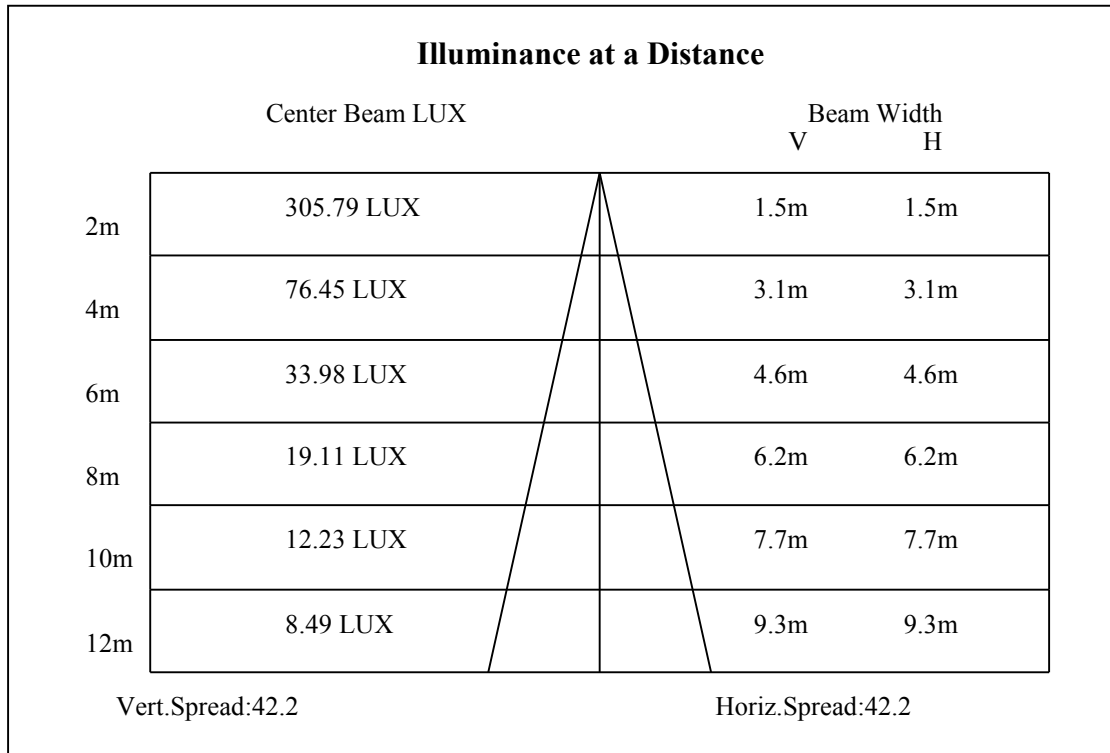 Illuminance at a Distance
Center Beam LUX Beam Width
V H
2m 305.79 LUX 1.5m 1.5m
4m 76.45 LUX 3.1m 3.1m
6m 33.98 LUX 4.6m 4.6m
8m 19.11 LUX 6.2m 6.2m
10m 12.23 LUX 7.7m 7.7m
12m 8.49 LUX 9.3m 9.3m
Vert.Spread:42.2 Horiz.Spread:42.2